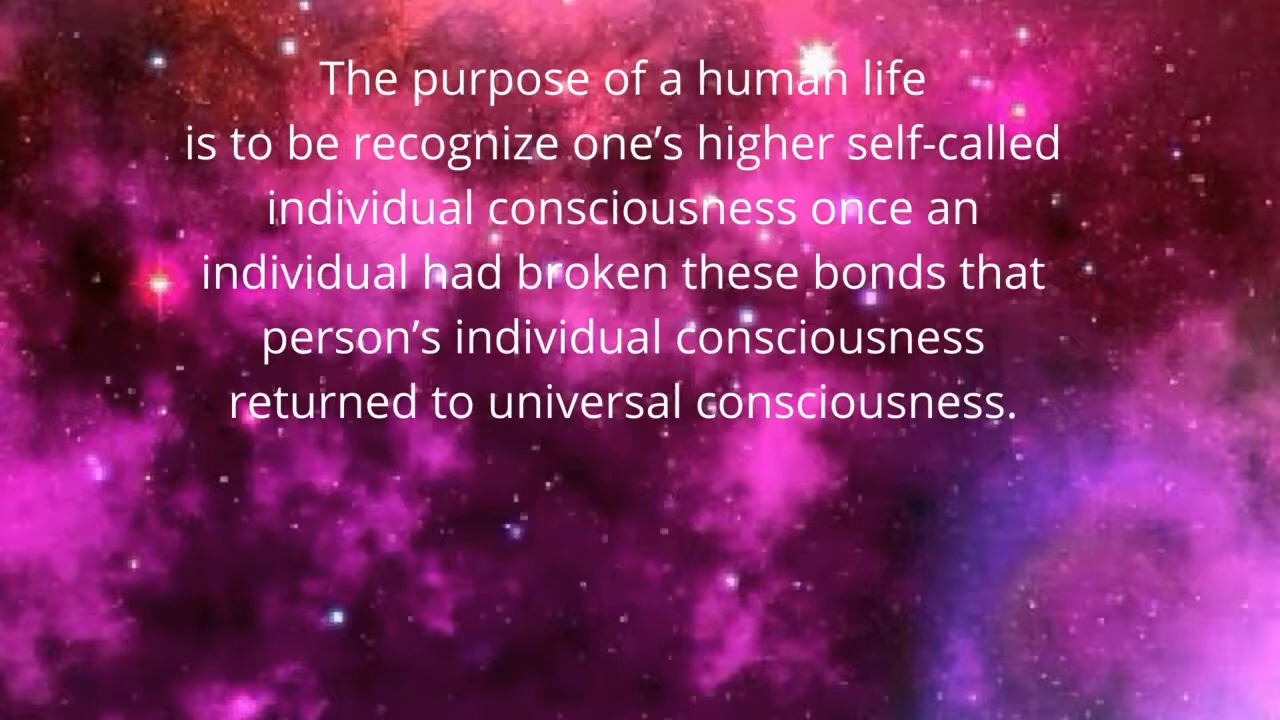 The purpose of a human life
is to be recognize one’s higher self-called
individual consciousness once an
individual had broken these bonds that
person’s individual consciousness
returned to universal consciousness.